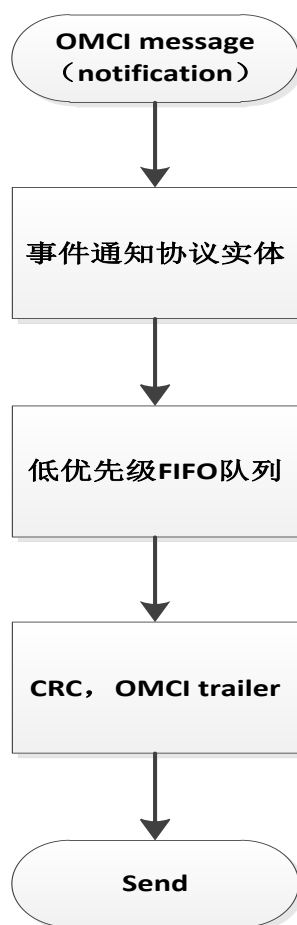 OMCI message
（notification）
事件通知协议实体
低优先级FIFO队列
CRC， OMCI trailer
Send